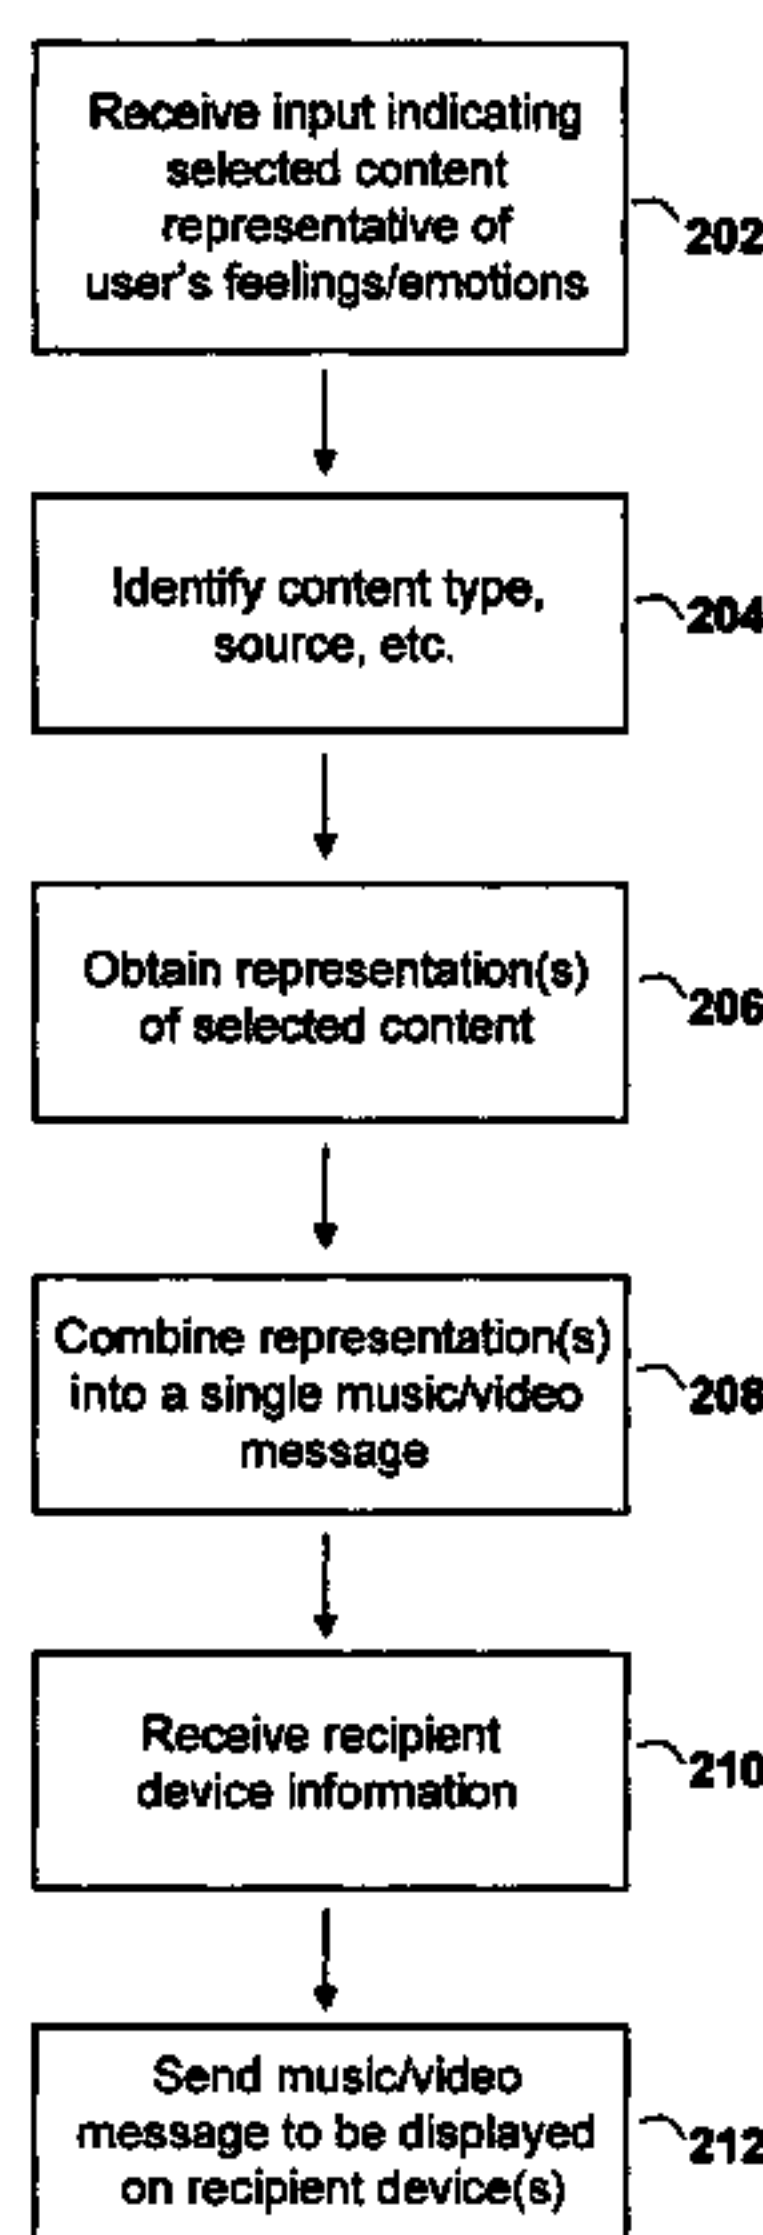 Receive input indicating
selected content
representative of
user's feelings/emotions
202
Identify content type,
source, etc.
204
Obtain representation(s)
of selected content
206
Combine representation(s)
into a single music/video
message
208
Receive recipient
device information
210
Send music/video
message to be displayed
on recipient device(s)
212